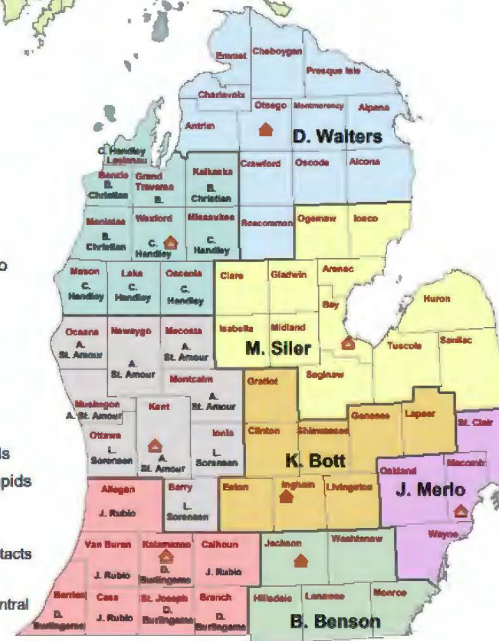 Emmet Cheboygan
Presque Isle
Charlevoix
Otsego Montmorency Alpena
Antrim
D. Walters
C. Handley
Leelanau
Crawford Oscoda Alcona
Benzie Grand Traverse Kalkaska
B. Christian B. B. Christian
Manistee Wexford Missaukee
B. Christian C. Handley C. Handley
Roscommon Ogemaw Iosco
o
Mason Lake Osceola
C. Handley C. Handley C. Handley
Clare Gladwin Arenac
Bay Huron
Oceana Newaygo Mecosta
A. St. Amour A. St. Amour A. St. Amour
Isabella Midland
M. Siler
Tuscola Sanilac
Saginaw
Montcalm
A. St. Amour
Gratiot
Muskegon
A. St. Amour
Kent
A. St. Amour
Ottawa
L. Sorensen
Ionia
L. Sorensen
Clinton Shiawassee Genesee Lapeer St. Clair
K. Bott
ls
pids
Allegan
J. Rubio
Barry
L. Sorensen
Eaton Ingham Livingston
Oakland Macomb
J. Merlo
Wayne
tacts
Van Buren Kalamazoo Calhoun
J. Rubio D. Burlingame J. Rubio
Jackson Washtenaw
ntral
Berrien Cass St. Joseph Branch
D. Burlingame J. Rubio D. Burlingame D. Burlingame
Hillsdale Lenawee Monroe
B. Benson